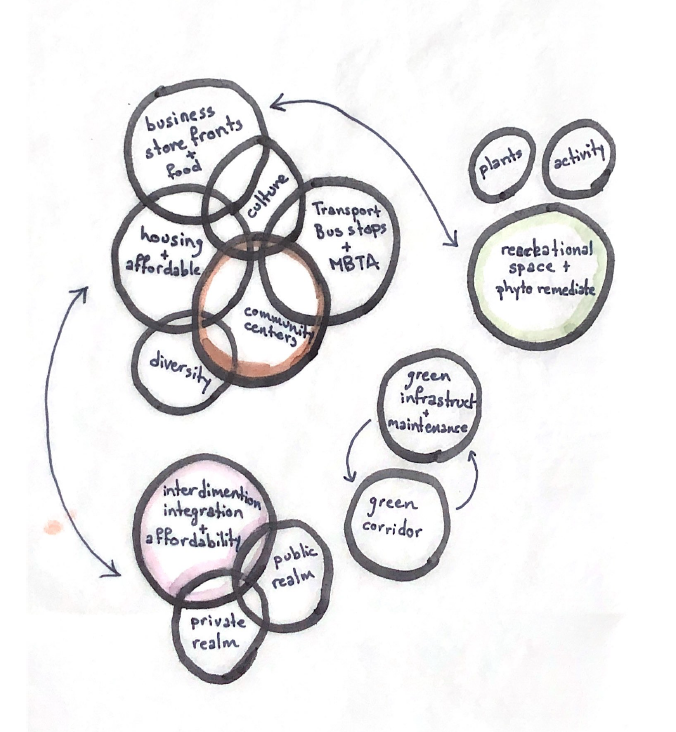 business
store fronts
+
food
culture
housing
+
affordable
Transport
Bus stops
+
MBTA
community
centers
diversity
plants
activity
space +
phyto remediate
green
infrastruct
+
maintenance
green
corridor
interdimention
integration
+
affordability
public
realm
private
realm